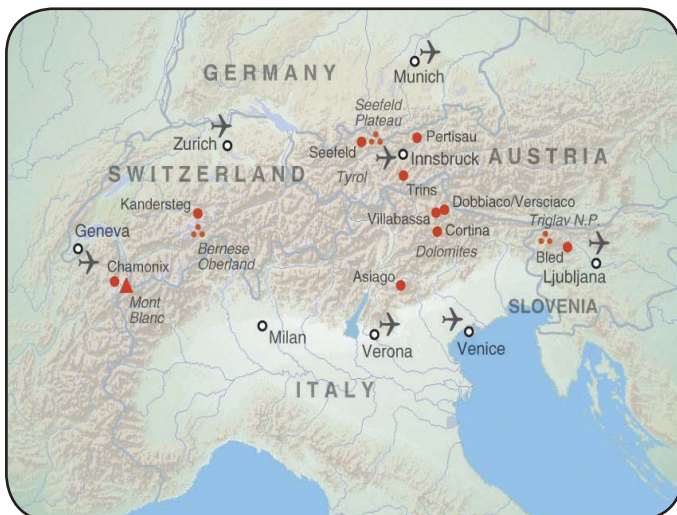 GERMANY
Munich
Seefeld
Plateau
Zurich
Seefeld
Pertisau
Innsbruck
AUSTRIA
SWITZERLAND
Tyrol
Trins
Kandersteg
Villabassa
Dobbiaco/Versciaco
Triglav N.P.
Geneva
Bernese
Oberland
Cortina
Dolomites
Bled
Ljubljana
Chamonix
Mont
Blanc
Asiago
SLOVENIA
Milan
Verona
Venice
ITALY